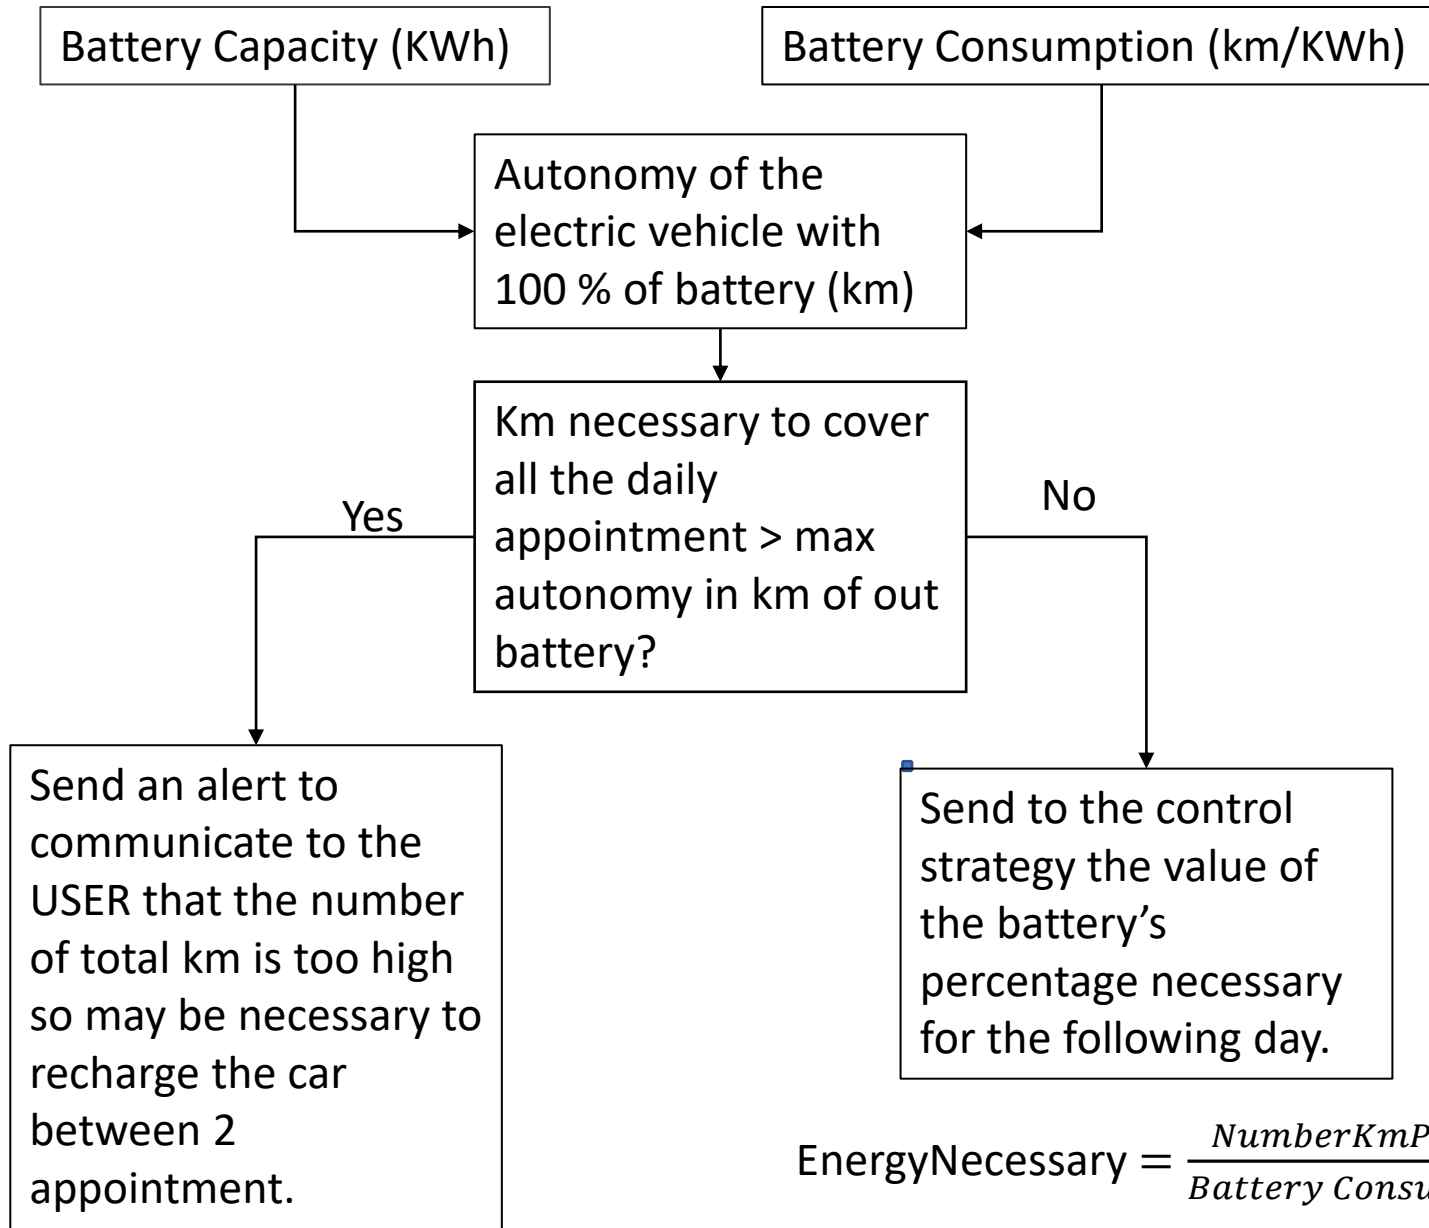 Battery Capacity (KWh)
Battery Consumption (km/KWh)
Autonomy of the
electric vehicle with
100 % of battery (km)
Km necessary to cover
all the daily
appointment > max
autonomy in km of out
battery?
Yes
No
Send an alert to
communicate to the
USER that the number
of total km is too high
so may be necessary to
recharge the car
between 2
appointment.
Send to the control
strategy the value of
the battery’s
percentage necessary
for the following day.
EnergyNecessary =
NumberKmP
Battery Consu